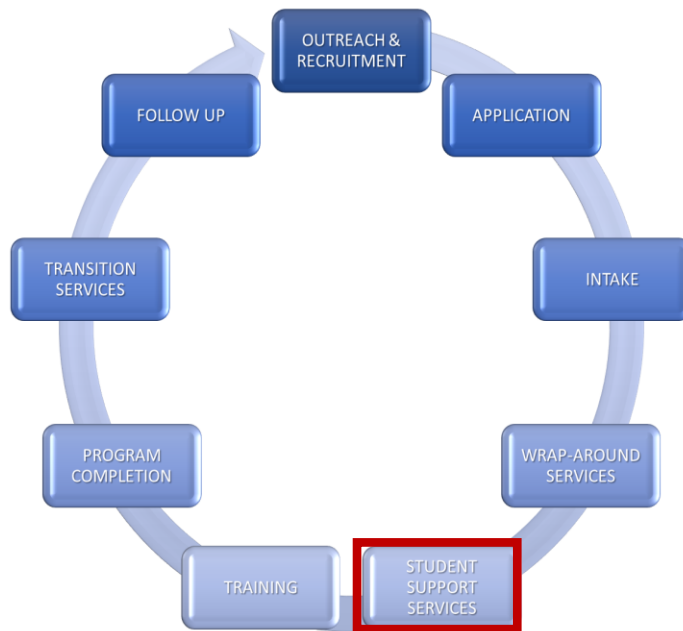 OUTREACH &
RECRUITMENT
APPLICATION
INTAKE
WRAP-AROUND
SERVICES
STUDENT
SUPPORT
SERVICES
TRAINING
PROGRAM
COMPLETION
TRANSITION
SERVICES
FOLLOW UP